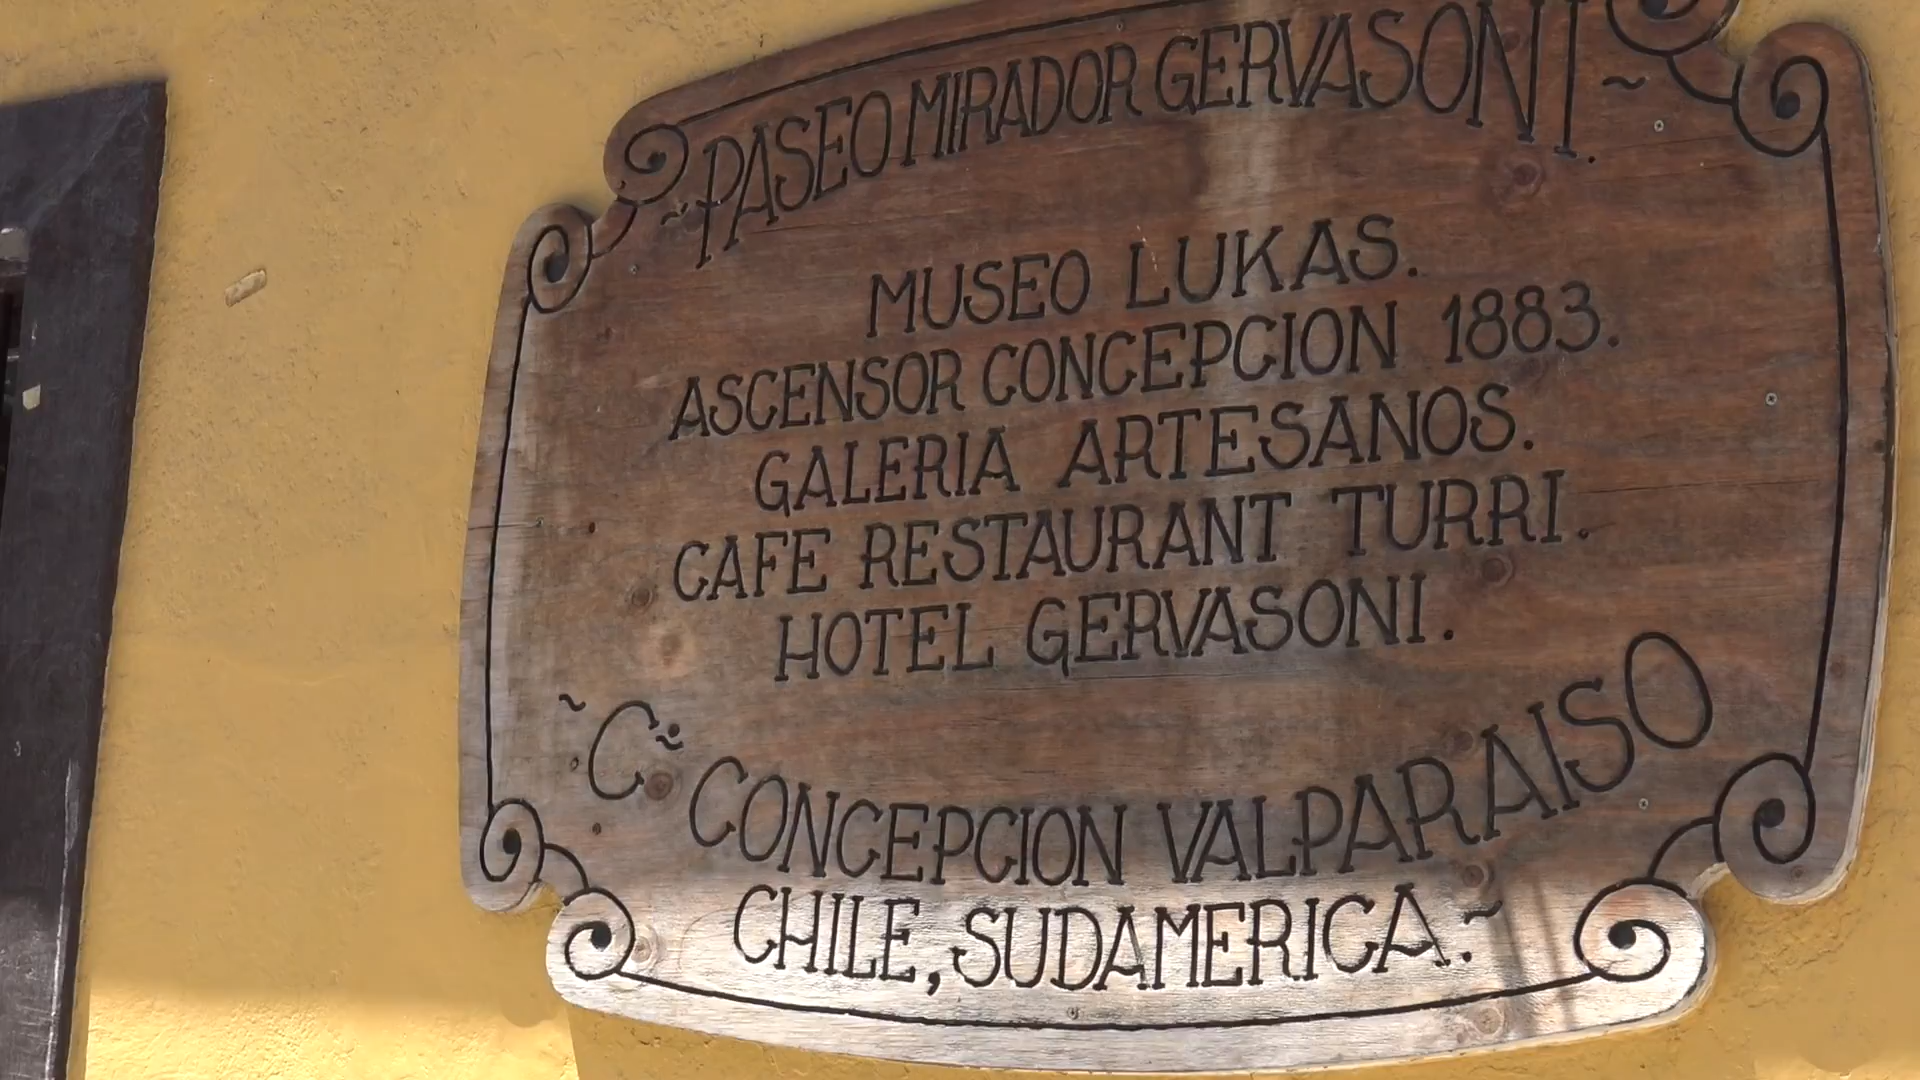 ~PASEO MIRADOR GERVASONI.~
MUSEO LUKAS.
ASCENSOR CONCEPCION 1883.
GALERIA ARTESANOS.
CAFE RESTAURANT TURRI.
HOTEL GERVASONI.
~Cº CONCEPCION VALPARAISO
CHILE, SUDAMERICA.~